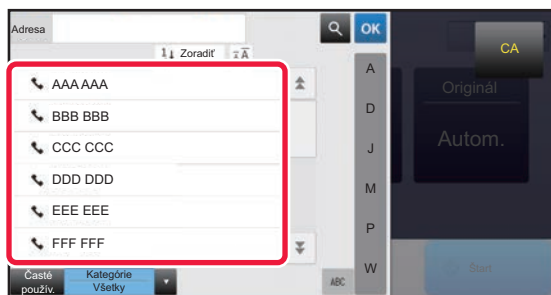 Adresa
OK
CA
1↓ Zoradiť
A
AAA AAA
Originál
BBB BBB
D
CCC CCC
J
Autom.
DDD DDD
M
EEE EEE
P
FFF FFF
W
Časté použív.
Kategórie
Všetky
ABC
Štart